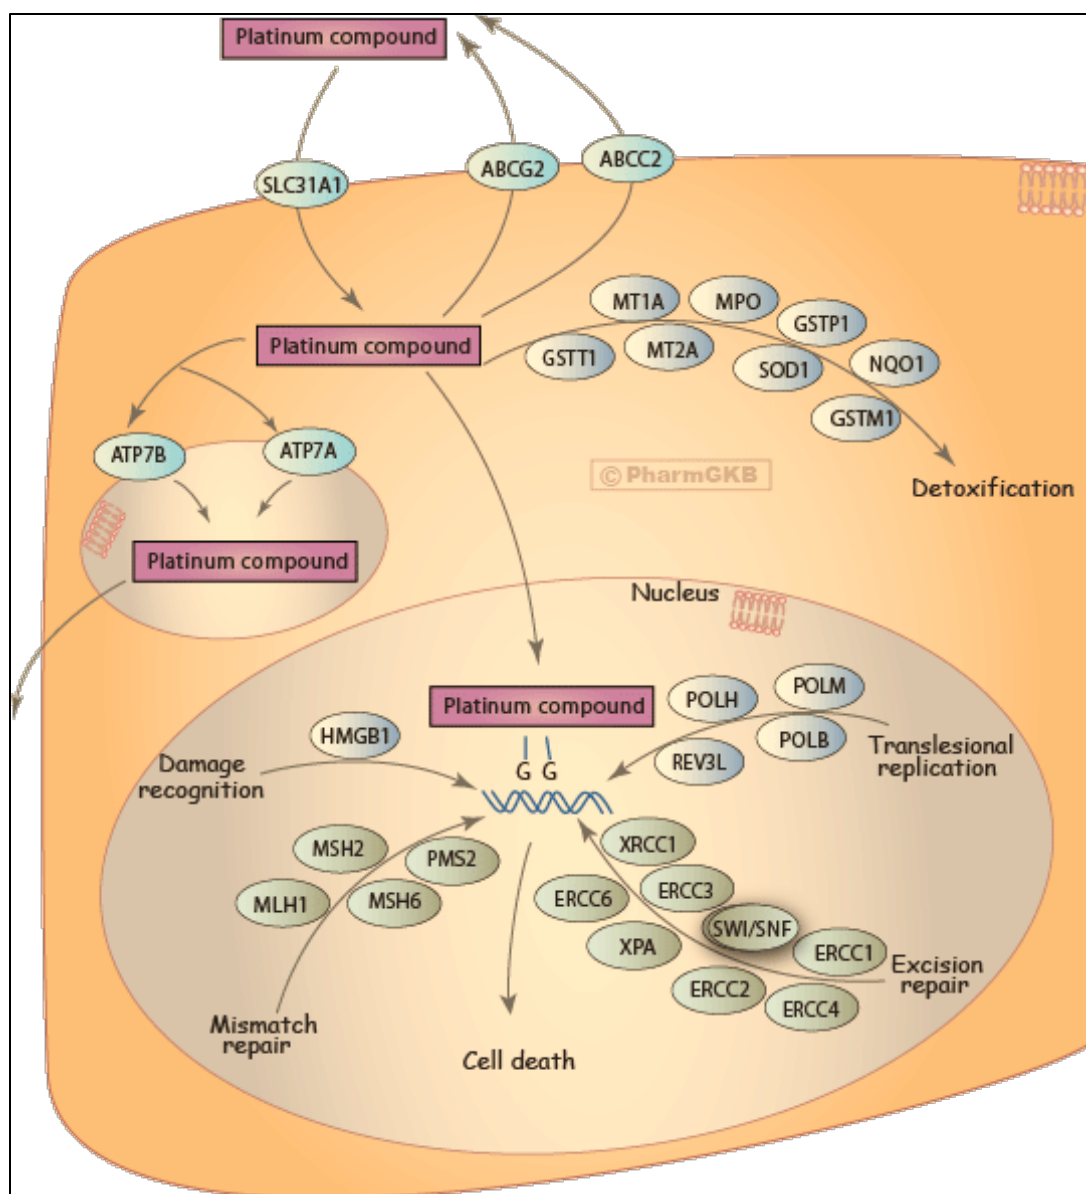 Platinum compound
SLC31A1
ABCG2
ABCC2
Platinum compound
MT1A
MPO
GSTP1
GSTT1
MT2A
SOD1
NQO1
GSTM1
Detoxification
ATP7B
ATP7A
© PharmGKB
Platinum compound
Nucleus
Platinum compound
G G
HMGB1
Damage
recognition
POLH
POLM
REV3L
POLB
Translesional
replication
MSH2
PMS2
MLH1
MSH6
Mismatch
repair
XRCC1
ERCC6
ERCC3
XPA
SWI/SNF
ERCC1
ERCC2
ERCC4
Excision
repair
Cell death